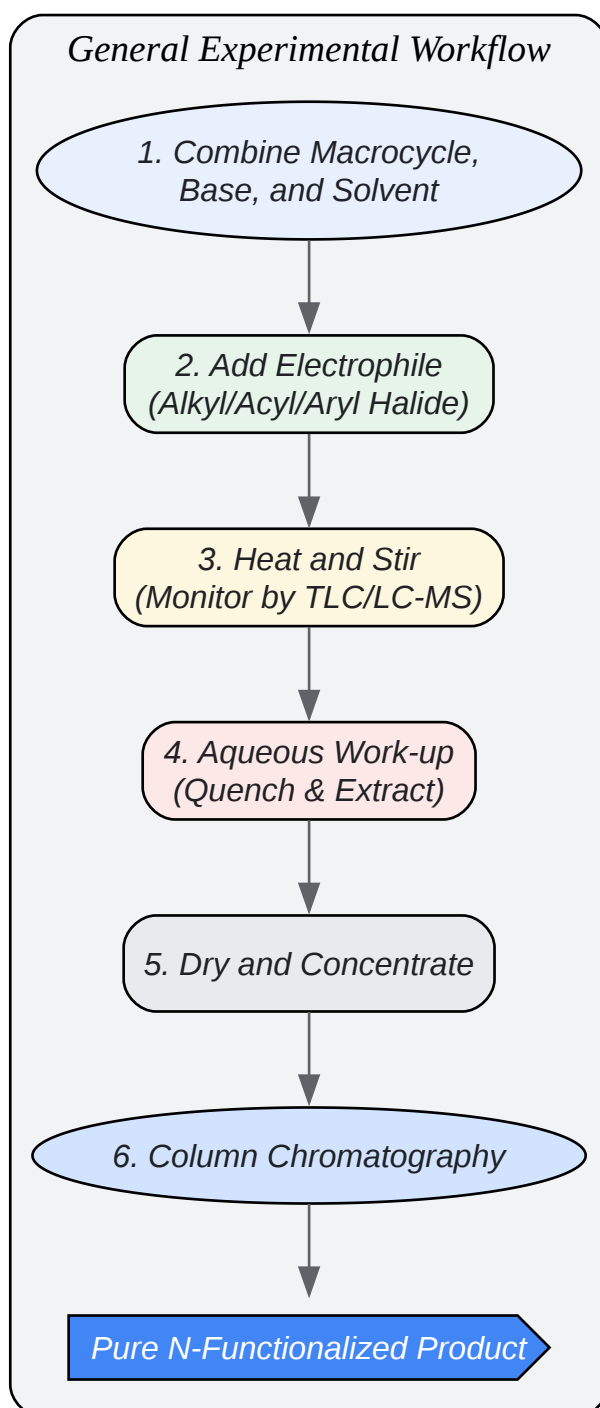 General Experimental Workflow
1. Combine Macrocycle,
Base, and Solvent
2. Add Electrophile
(Alkyl/Acyl/Aryl Halide)
3. Heat and Stir
(Monitor by TLC/LC-MS)
4. Aqueous Work-up
(Quench & Extract)
5. Dry and Concentrate
6. Column Chromatography
Pure N-Functionalized Product